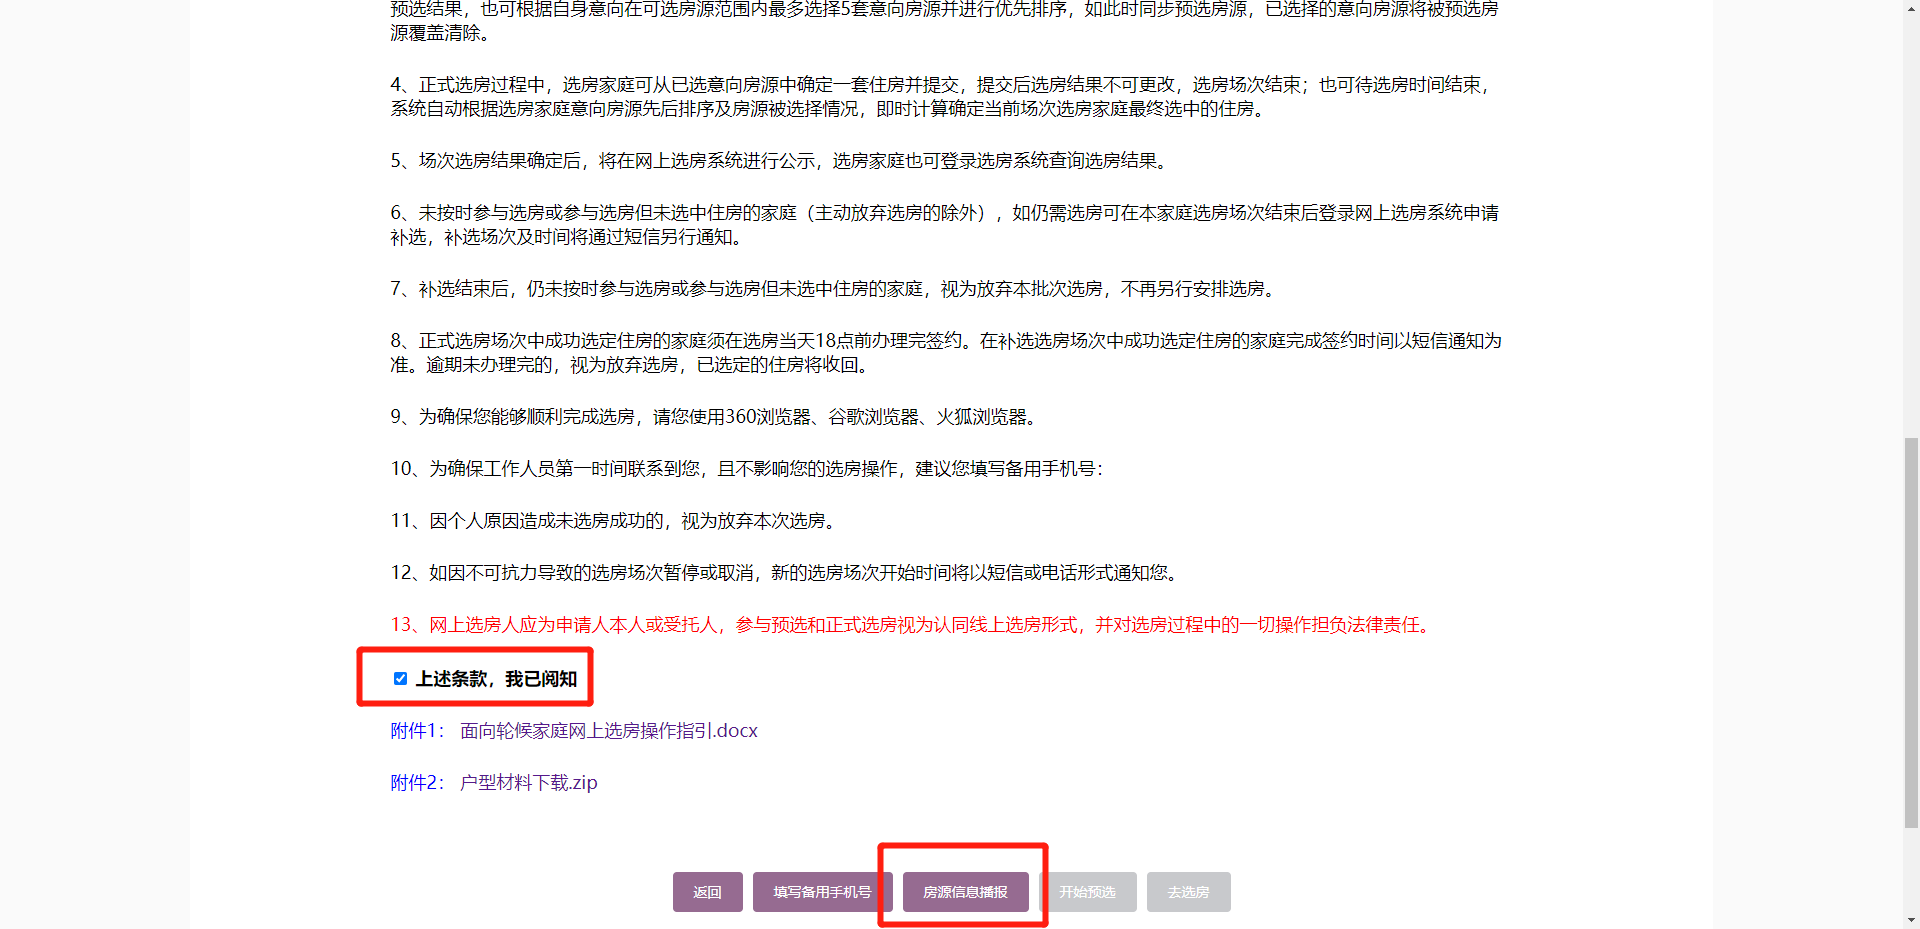 预选结果，也可根据自身意向在可选房源范围内最多选择5套意向房源并进行优先排序，如此时同步预选房源，已选择的意向房源将被预选房
源覆盖清除。
4、正式选房过程中，选房家庭可从已选意向房源中确定一套住房并提交，提交后选房结果不可更改，选房场次结束；也可待选房时间结束，
系统自动根据选房家庭意向房源先后排序及房源被选择情况，即时计算确定当前场次选房家庭最终选中的住房。
5、场次选房结果确定后，将在网上选房系统进行公示，选房家庭也可登录选房系统查询选房结果。
6、未按时参与选房或参与选房但未选中住房的家庭（主动放弃选房的除外），如仍需选房可在本家庭选房场次结束后登录网上选房系统申请
补选，补选场次及时间将通过短信另行通知。
7、补选结束后，仍未按时参与选房或参与选房但未选中住房的家庭，视为放弃本批次选房，不再另行安排选房。
8、正式选房场次中成功选定住房的家庭须在选房当天18点前办理完签约。在补选选房场次中成功选定住房的家庭完成签约时间以短信通知为
准。逾期未办理完的，视为放弃选房，已选定的住房将收回。
9、为确保您能够顺利完成选房，请您使用360浏览器、谷歌浏览器、火狐浏览器。
10、为确保工作人员第一时间联系到您，且不影响您的选房操作，建议您填写备用手机号：
11、因个人原因造成未选房成功的，视为放弃本次选房。
12、如因不可抗力导致的选房场次暂停或取消，新的选房场次开始时间将以短信或电话形式通知您。
13、网上选房人应为申请人本人或受托人，参与预选和正式选房视为认同线上选房形式，并对选房过程中的一切操作担负法律责任。
上述条款，我已阅知
附件1： 面向轮候家庭网上选房操作指引.docx
附件2： 户型材料下载.zip
返回 填写备用手机号 房源信息播报 开始预选 去选房